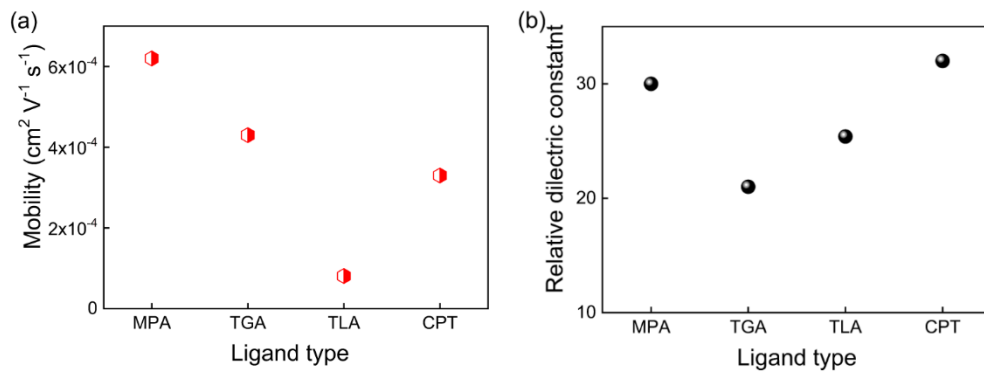 (a)
Mobility (cm² V⁻¹ s⁻¹)
6x10⁻⁴
4x10⁻⁴
2x10⁻⁴
0
MPA TGA TLA CPT
Ligand type
(b)
Relative dilectric constatnt
30
20
10
MPA TGA TLA CPT
Ligand type